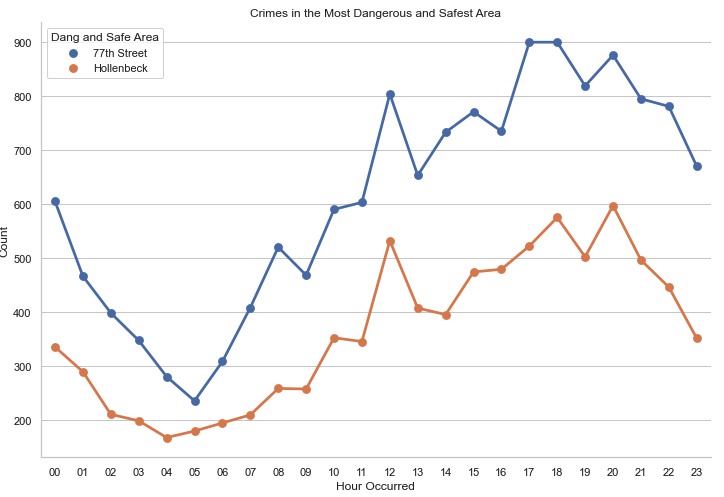 Crimes in the Most Dangerous and Safest Area
Dang and Safe Area
77th Street
Hollenbeck
900
800
700
600
500
400
300
200
Count
00 01 02 03 04 05 06 07 08 09 10 11 12 13 14 15 16 17 18 19 20 21 22 23
Hour Occurred